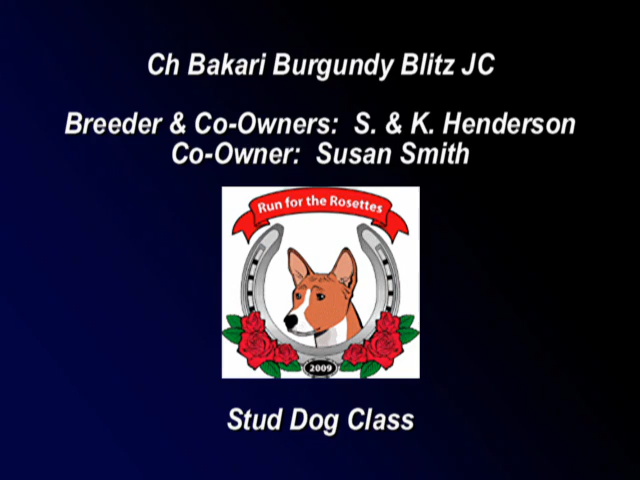 Ch Bakari Burgundy Blitz JC
Breeder & Co-Owners: S. & K. Henderson
Co-Owner: Susan Smith
Run for the Rosettes
2009
Stud Dog Class